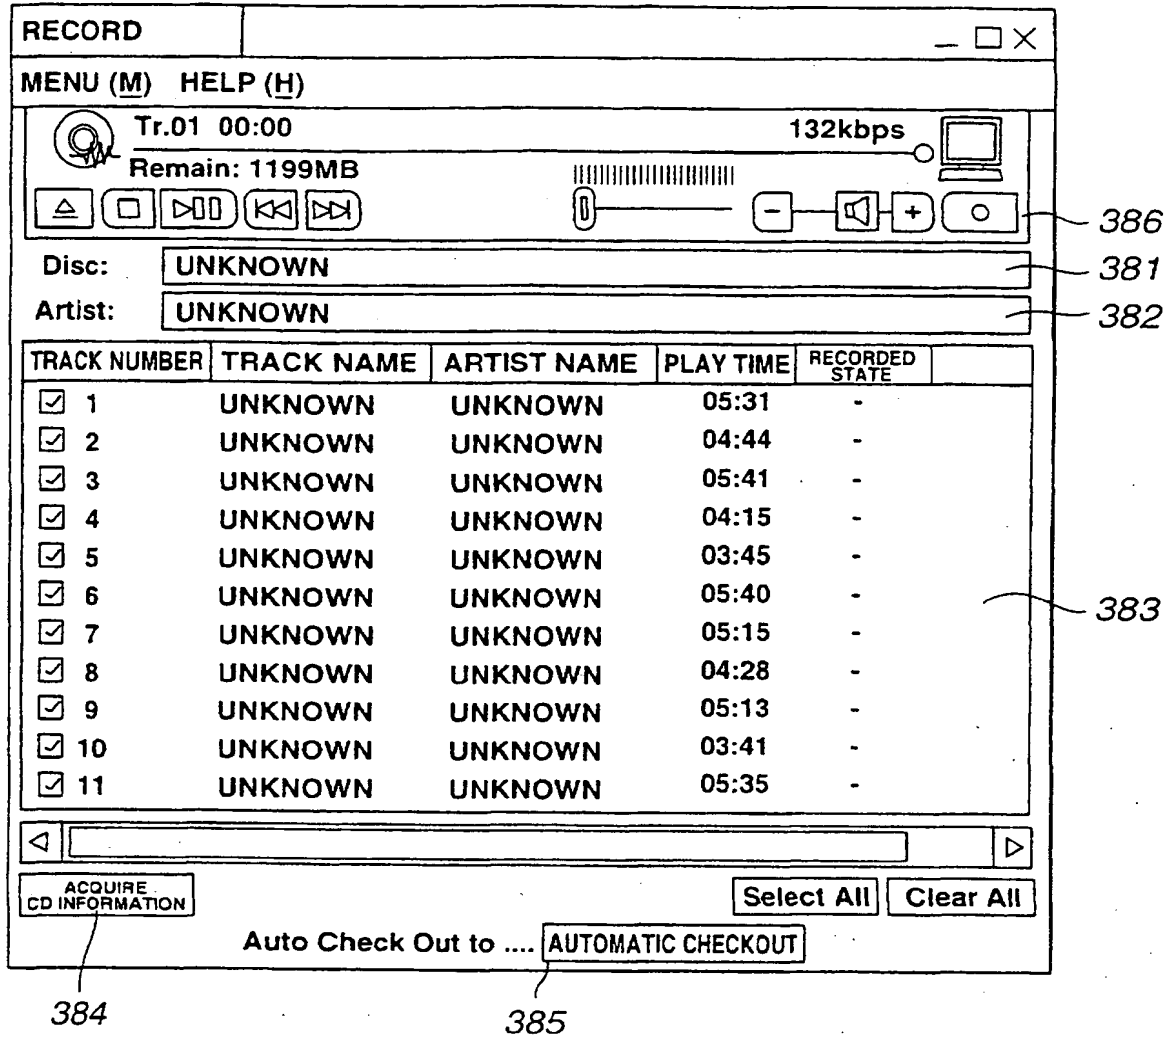 RECORD
MENU (M) HELP (H)
Tr.01 00:00 132kbps
Remain: 1199MB
386
Disc: UNKNOWN 381
Artist: UNKNOWN 382
TRACK NUMBER TRACK NAME ARTIST NAME PLAY TIME RECORDED STATE
1 UNKNOWN UNKNOWN 05:31 -
2 UNKNOWN UNKNOWN 04:44 -
3 UNKNOWN UNKNOWN 05:41 -
4 UNKNOWN UNKNOWN 04:15 -
5 UNKNOWN UNKNOWN 03:45 -
6 UNKNOWN UNKNOWN 05:40 -
383
7 UNKNOWN UNKNOWN 05:15 -
8 UNKNOWN UNKNOWN 04:28 -
9 UNKNOWN UNKNOWN 05:13 -
10 UNKNOWN UNKNOWN 03:41 -
11 UNKNOWN UNKNOWN 05:35 -
ACQUIRE
CD INFORMATION Select All Clear All
Auto Check Out to .... AUTOMATIC CHECKOUT
384 385